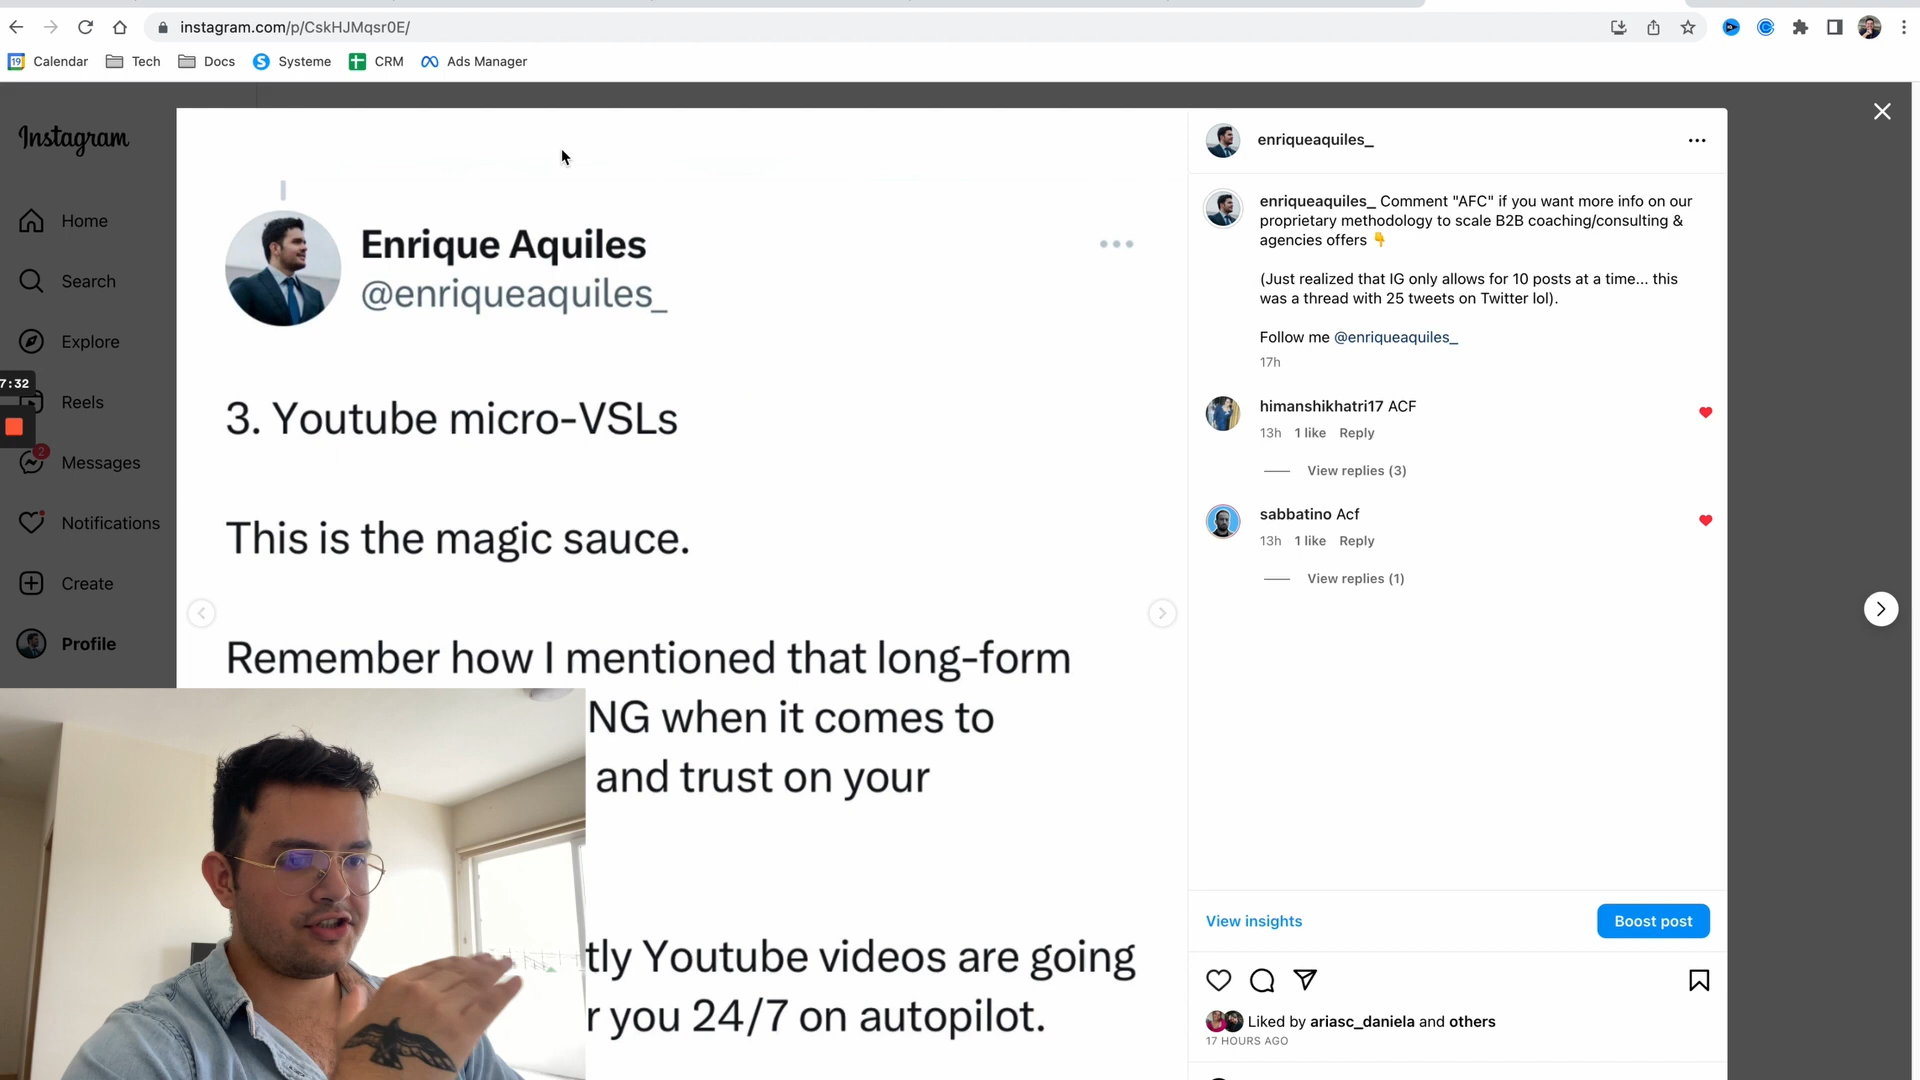 instagram.com/p/CskHJMqsr0E/
19 Calendar Tech Docs Systeme CRM Ads Manager
Instagram
Home
Search
Explore
7:32
Reels
2
Messages
Notifications
Create
Profile
Enrique Aquiles
@enriqueaquiles_
3. Youtube micro-VSLs
This is the magic sauce.
Remember how I mentioned that long-form
NG when it comes to
and trust on your
tly Youtube videos are going
r you 24/7 on autopilot.
enriqueaquiles_
enriqueaquiles_ Comment "AFC" if you want more info on our
proprietary methodology to scale B2B coaching/consulting &
agencies offers 👇
(Just realized that IG only allows for 10 posts at a time... this
was a thread with 25 tweets on Twitter lol).
Follow me @enriqueaquiles_
17h
himanshikhatri17 ACF
13h 1 like Reply
View replies (3)
sabbatino Acf
13h 1 like Reply
View replies (1)
View insights
Boost post
Liked by ariasc_daniela and others
17 HOURS AGO